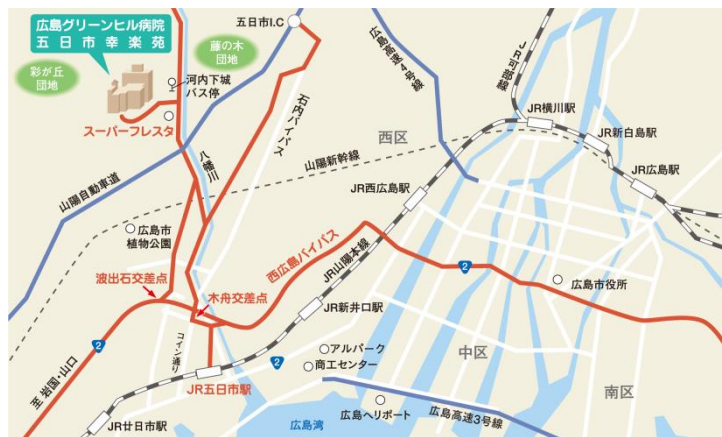 広島グリーンヒル病院
五日市幸楽苑
彩が丘
団地
藤の木
団地
五日市I.C
河内下城
バス停
スーパーフレスタ
八幡川
石内バイパス
山陽自動車道
山陽新幹線
広島高速4号線
JR可部線
JR横川駅
JR新白島駅
JR広島駅
西区
JR西広島駅
広島市
植物公園
波出石交差点
木舟交差点
西広島バイパス
JR山陽本線
2
広島市役所
JR新井口駅
2
コイン通り
至 岩国・山口
アルパーク
2
商工センター
中区
南区
JR五日市駅
JR廿日市駅
広島湾
広島ヘリポート
広島高速3号線